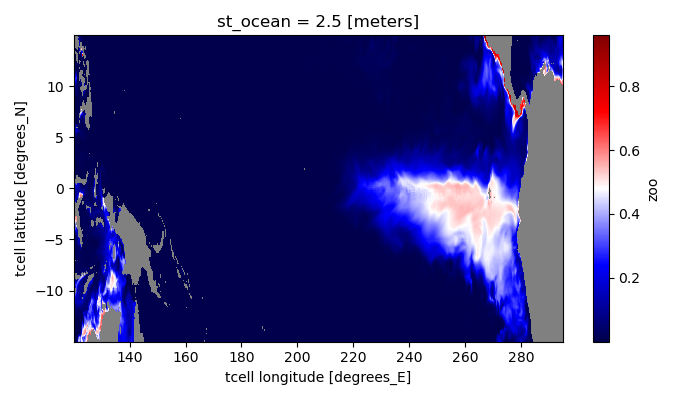 st_ocean = 2.5 [meters]
10
5
0
−5
−10
tcell latitude [degrees_N]
140 160 180 200 220 240 260 280
tcell longitude [degrees_E]
0.8
0.6
0.4
0.2
zoo